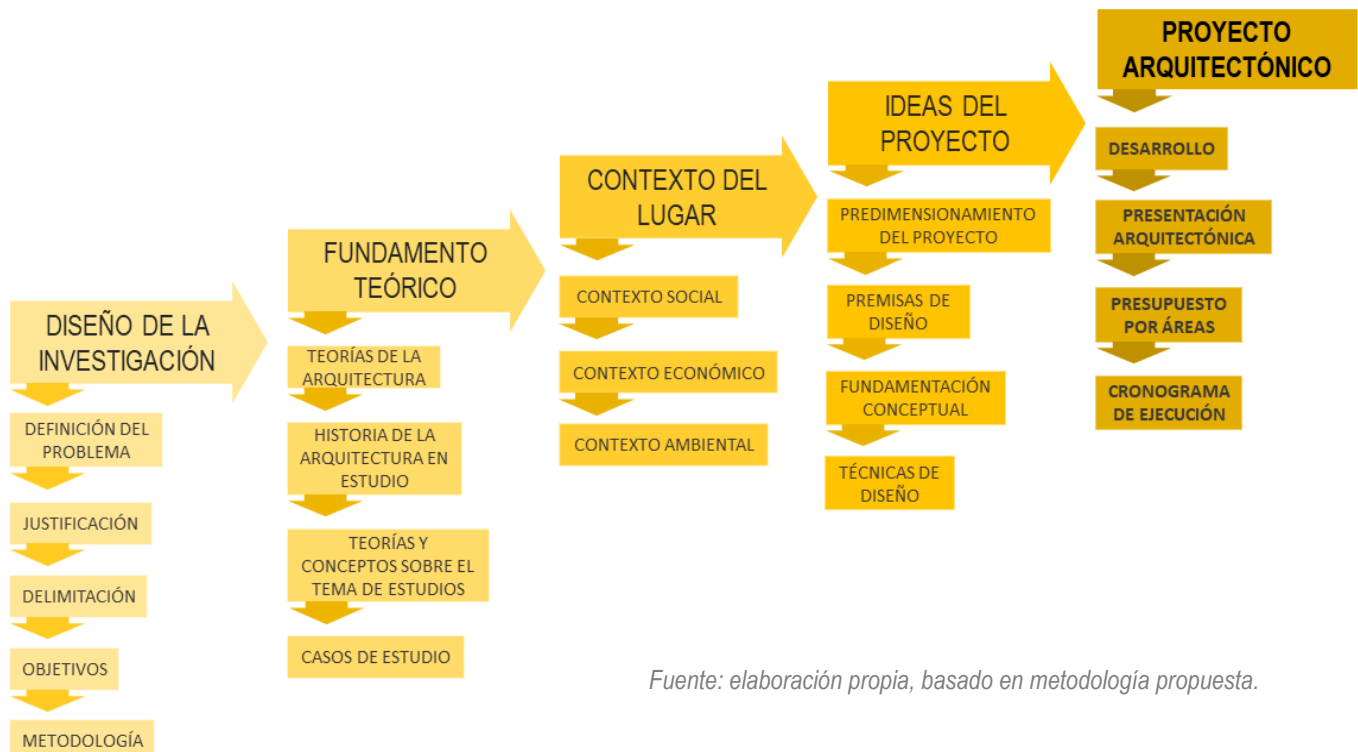 DISEÑO DE LA
INVESTIGACIÓN
DEFINICIÓN DEL
PROBLEMA
JUSTIFICACIÓN
DELIMITACIÓN
OBJETIVOS
METODOLOGÍA
FUNDAMENTO
TEÓRICO
TEORÍAS DE LA
ARQUITECTURA
HISTORIA DE LA
ARQUITECTURA EN
ESTUDIO
TEORÍAS Y
CONCEPTOS SOBRE EL
TEMA DE ESTUDIOS
CASOS DE ESTUDIO
CONTEXTO DEL
LUGAR
CONTEXTO SOCIAL
CONTEXTO ECONÓMICO
CONTEXTO AMBIENTAL
IDEAS DEL
PROYECTO
PREDIMENSIONAMIENTO
DEL PROYECTO
PREMISAS DE
DISEÑO
FUNDAMENTACIÓN
CONCEPTUAL
TÉCNICAS DE
DISEÑO
PROYECTO
ARQUITECTÓNICO
DESARROLLO
PRESENTACIÓN
ARQUITECTÓNICA
PRESUPUESTO
POR ÁREAS
CRONOGRAMA
DE EJECUCIÓN
Fuente: elaboración propia, basado en metodología propuesta.